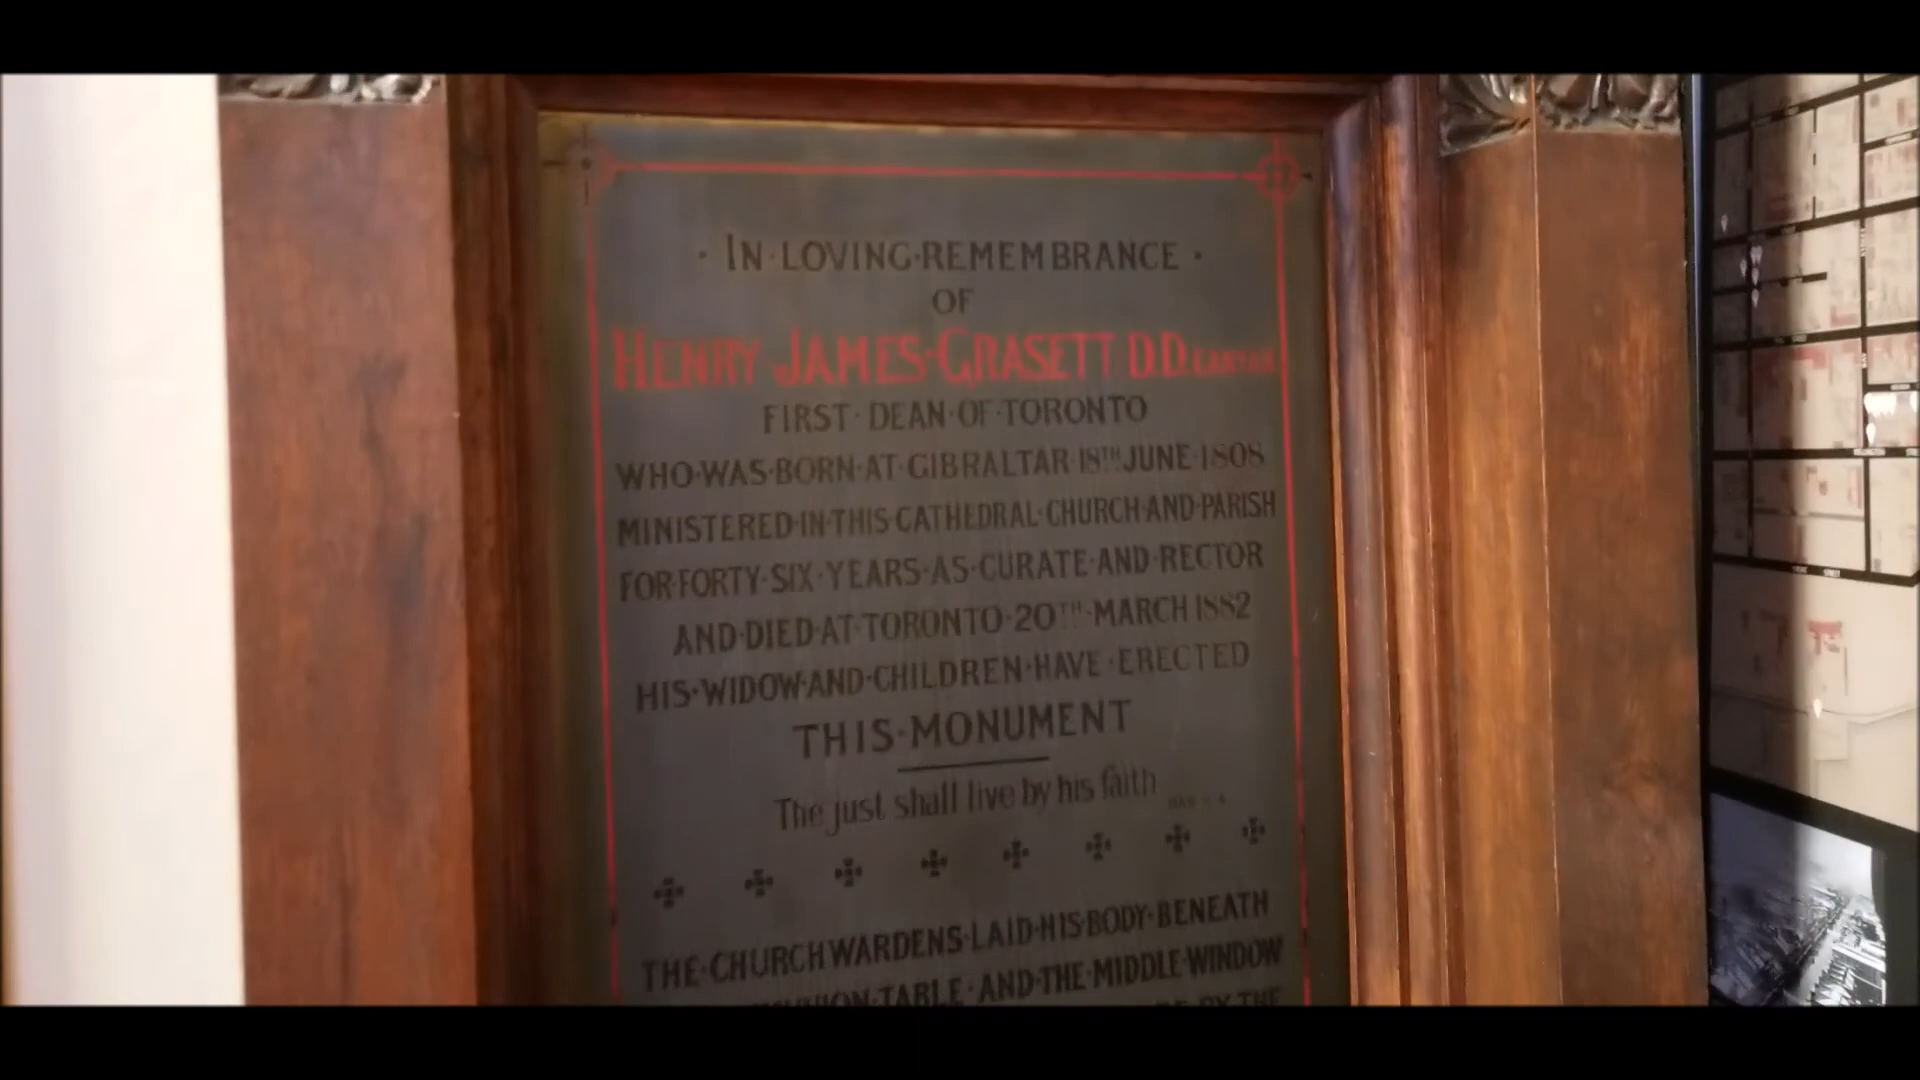 · IN · LOVING · REMEMBRANCE ·
OF
HENRY JAMES · GRASETT D.D. CANTAB
FIRST · DEAN · OF · TORONTO
WHO · WAS · BORN · AT · GIBRALTAR · 18TH JUNE · 1808
MINISTERED · IN · THIS · CATHEDRAL · CHURCH · AND · PARISH
FOR · FORTY · SIX · YEARS · AS · CURATE · AND · RECTOR
AND · DIED · AT · TORONTO · 20TH · MARCH 1882
HIS · WIDOW · AND · CHILDREN · HAVE · ERECTED
THIS · MONUMENT
The just shall live by his faith
THE · CHURCHWARDENS · LAID · HIS · BODY · BENEATH
TABLE · AND · THE · MIDDLE · WINDOW
BY · THE